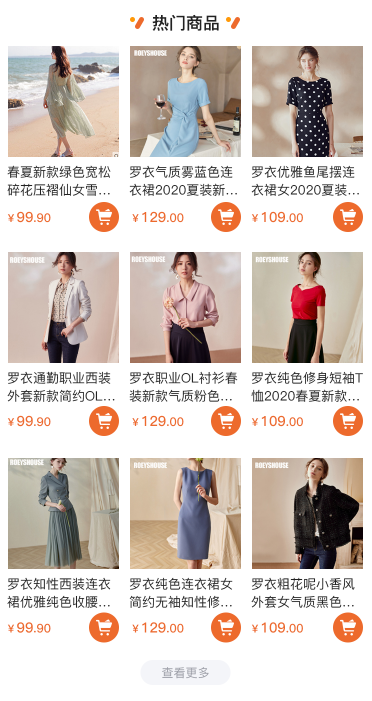 热门商品
ROEYSHOUSE
春夏新款绿色宽松
碎花压褶仙女雪...
¥99.90
罗衣气质雾蓝色连
衣裙2020夏装新...
¥129.00
罗衣优雅鱼尾摆连
衣裙女2020夏装...
¥109.00
ROEYSHOUSE
ROEYSHOUSE
ROEYSHOUSE
罗衣通勤职业西装
外套新款简约OL...
¥99.90
罗衣职业OL衬衫春
装新款气质粉色...
¥129.00
罗衣纯色修身短袖T
恤2020春夏新款...
¥109.00
ROEYSHOUSE
ROEYSHOUSE
ROEYSHOUSE
罗衣知性西装连衣
裙优雅纯色收腰...
¥99.90
罗衣纯色连衣裙女
简约无袖知性修...
¥129.00
罗衣粗花呢小香风
外套女气质黑色...
¥109.00
查看更多